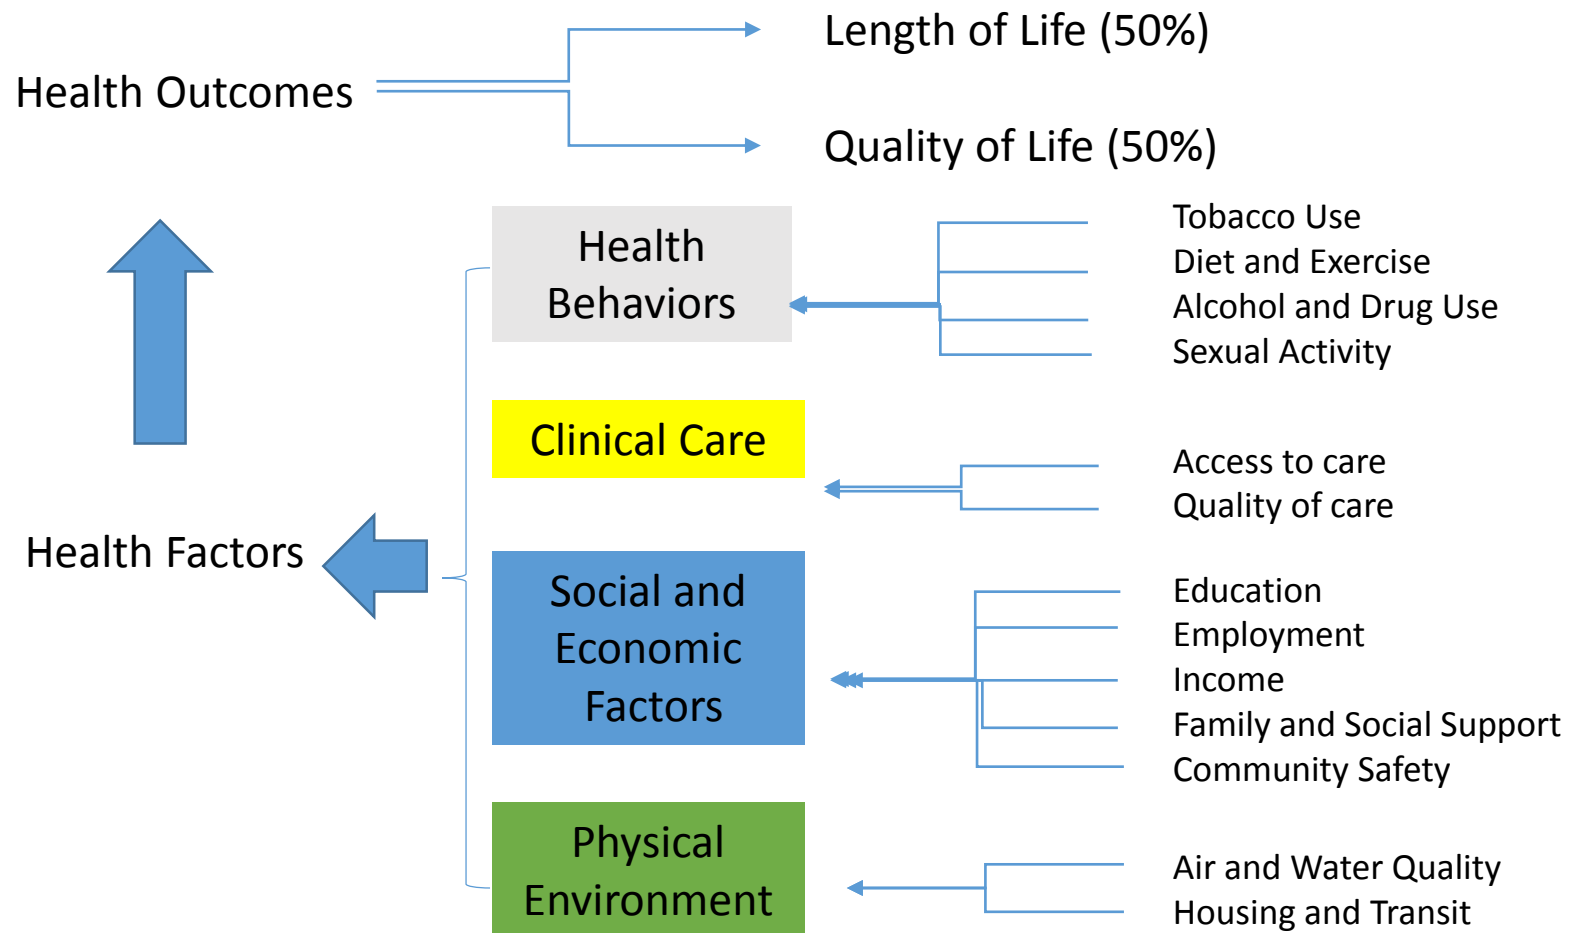 Length of Life (50%)
Health Outcomes
Quality of Life (50%)
Health
Behaviors
Tobacco Use
Diet and Exercise
Alcohol and Drug Use
Sexual Activity
Clinical Care
Access to care
Quality of care
Health Factors
Social and
Economic
Factors
Education
Employment
Income
Family and Social Support
Community Safety
Physical
Environment
Air and Water Quality
Housing and Transit